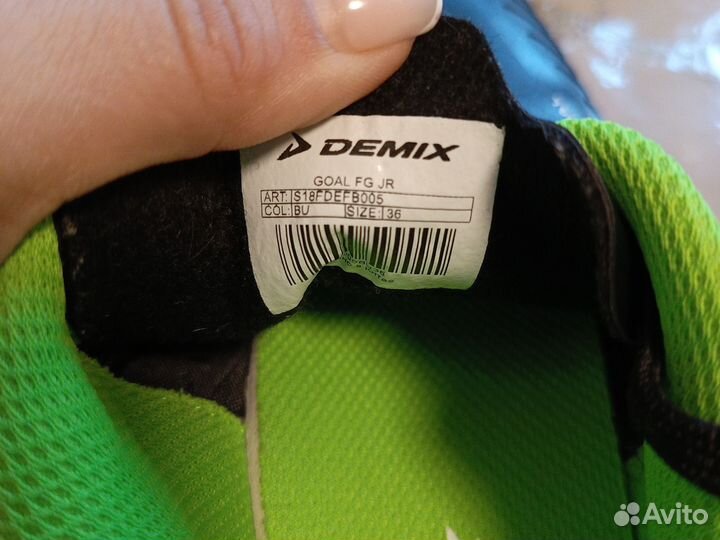 DEMIX
GOAL FG JR
ART: S18FDEFB005
COL: BU SIZE: 36
Avito